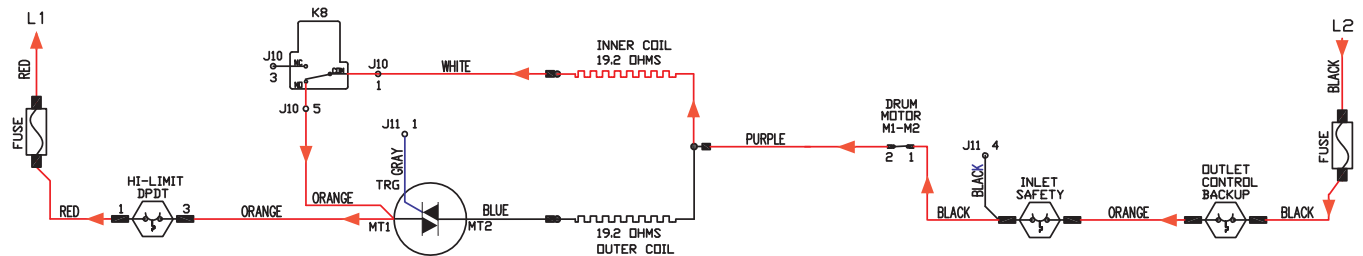 L1
RED
FUSE
RED
HI-LIMIT
DPDT
1
3
ORANGE
K8
J10
3
NC
COM
NO
J10
1
J10 5
WHITE
INNER COIL
19.2 OHMS
J11 1
GRAY
TRG
ORANGE
MT1
MT2
BLUE
19.2 OHMS
OUTER COIL
PURPLE
DRUM
MOTOR
M1-M2
2 1
BLACK
J11 4
BLACK
INLET
SAFETY
ORANGE
OUTLET
CONTROL
BACKUP
BLACK
L2
BLACK
FUSE